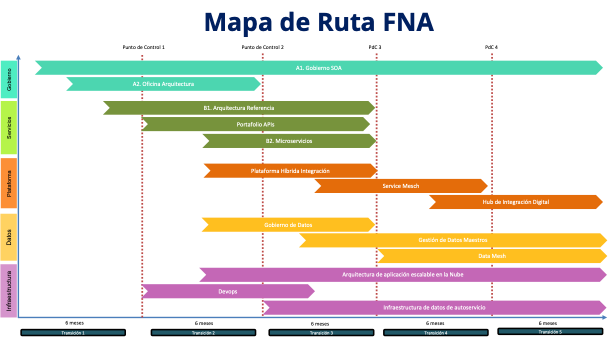 Mapa de Ruta FNA
Punto de Control 1
Punto de Control 2
PdC 3
PdC 4
Gobierno
A1. Gobierno SOA
A2. Oficina Arquitectura
Servicios
B1. Arquitectura Referencia
Portafolio APIs
B2. Microservicios
Plataforma
Plataforma Híbrida Integración
Service Mesch
Hub de Integración Digital
Datos
Gobierno de Datos
Gestión de Datos Maestros
Data Mesh
Infraestructura
Arquitectura de aplicación escalable en la Nube
Devops
Infraestructura de datos de autoservicio
6 meses
6 meses
6 meses
6 meses
6 meses
Transición 1
Transición 2
Transición 3
Transición 4
Transición 5